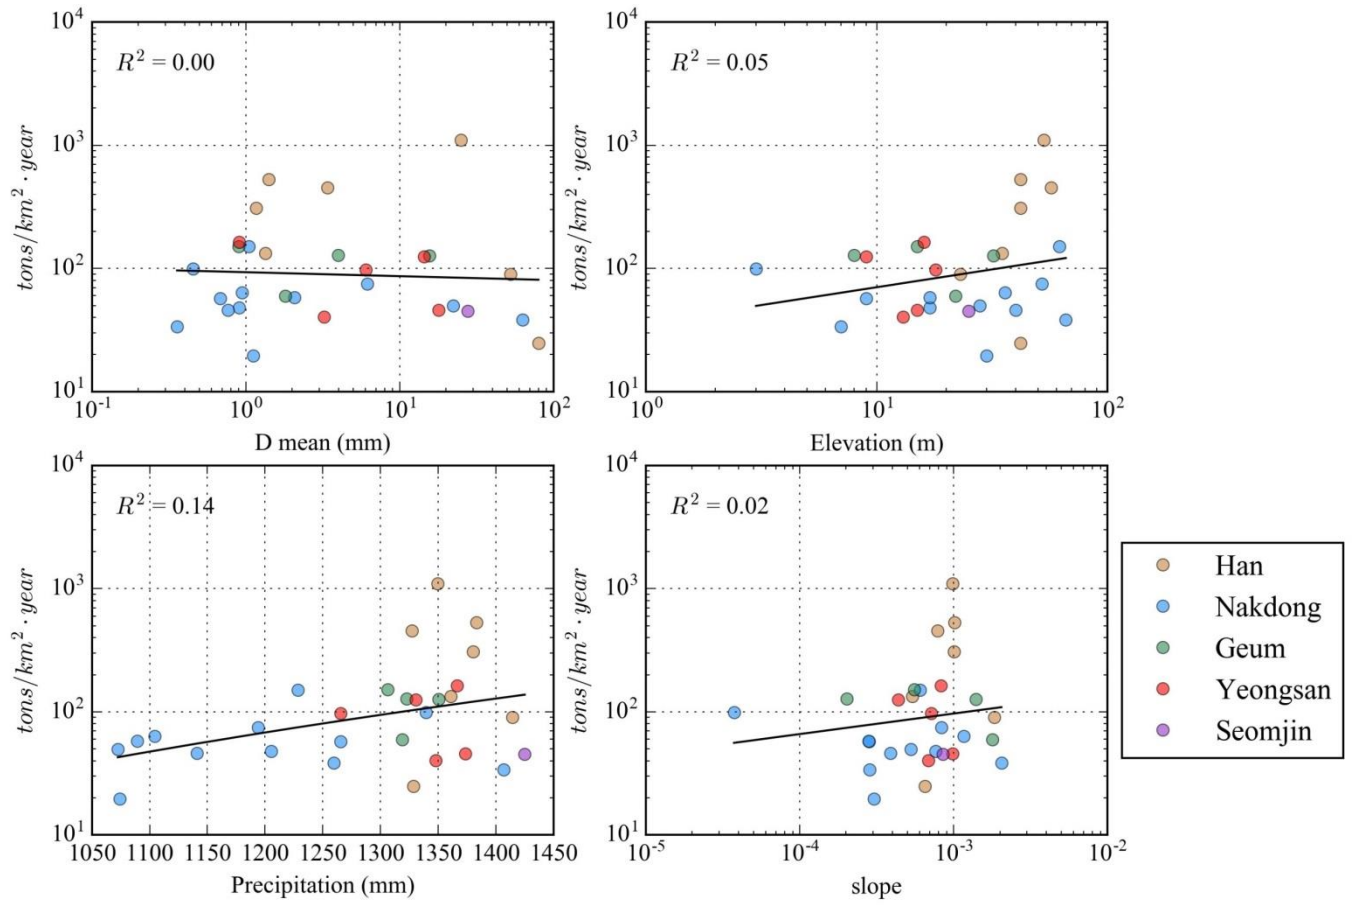 10^4
10^3
10^2
10^1
tons/km^2 · year
R^2 = 0.00
10^-1 10^0 10^1 10^2
D mean (mm)
10^4
10^3
10^2
10^1
tons/km^2 · year
R^2 = 0.05
10^0 10^1 10^2
Elevation (m)
10^4
10^3
10^2
10^1
tons/km^2 · year
R^2 = 0.14
1050 1100 1150 1200 1250 1300 1350 1400 1450
Precipitation (mm)
10^4
10^3
10^2
10^1
tons/km^2 · year
R^2 = 0.02
10^-5 10^-4 10^-3 10^-2
slope
Han
Nakdong
Geum
Yeongsan
Seomjin